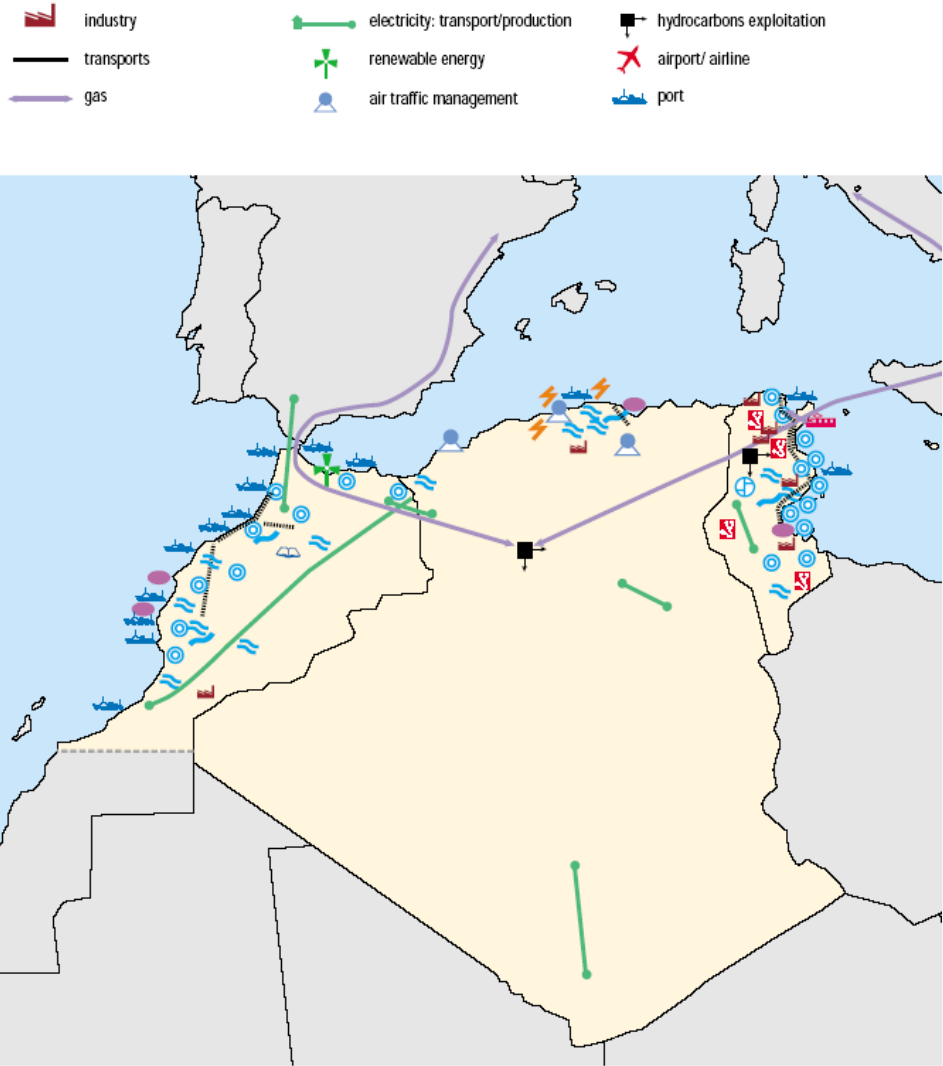 industry
electricity: transport/production
hydrocarbons exploitation
transports
renewable energy
airport/ airline
gas
air traffic management
port